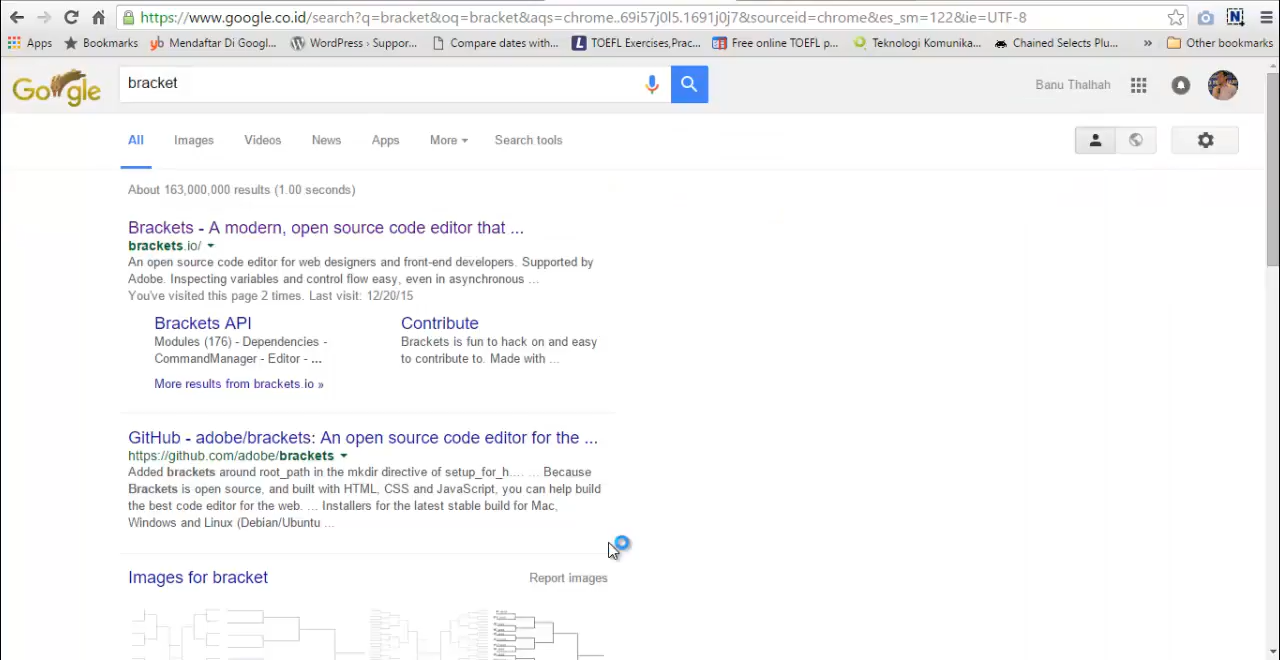 https://www.google.co.id/search?q=bracket&oq=bracket&aqs=chrome..69i57j0l5.1691j0j7&sourceid=chrome&es_sm=122&ie=UTF-8
Apps Bookmarks Mendaftar Di Googl... WordPress › Suppor... Compare dates with... TOEFL Exercises,Prac... Free online TOEFL p... Teknologi Komunika... Chained Selects Plu... » Other bookmarks
Google bracket Banu Thalhah
All Images Videos News Apps More Search tools
About 163,000,000 results (1.00 seconds)
Brackets - A modern, open source code editor that ...
brackets.io/
An open source code editor for web designers and front-end developers. Supported by
Adobe. Inspecting variables and control flow easy, even in asynchronous ...
You've visited this page 2 times. Last visit: 12/20/15
Brackets API Contribute
Modules (176) - Dependencies - Brackets is fun to hack on and easy
CommandManager - Editor - ... to contribute to. Made with ...
More results from brackets.io »
GitHub - adobe/brackets: An open source code editor for the ...
https://github.com/adobe/brackets
Added brackets around root_path in the mkdir directive of setup_for_h.... ... Because
Brackets is open source, and built with HTML, CSS and JavaScript, you can help build
the best code editor for the web. ... Installers for the latest stable build for Mac,
Windows and Linux (Debian/Ubuntu ...
Images for bracket Report images